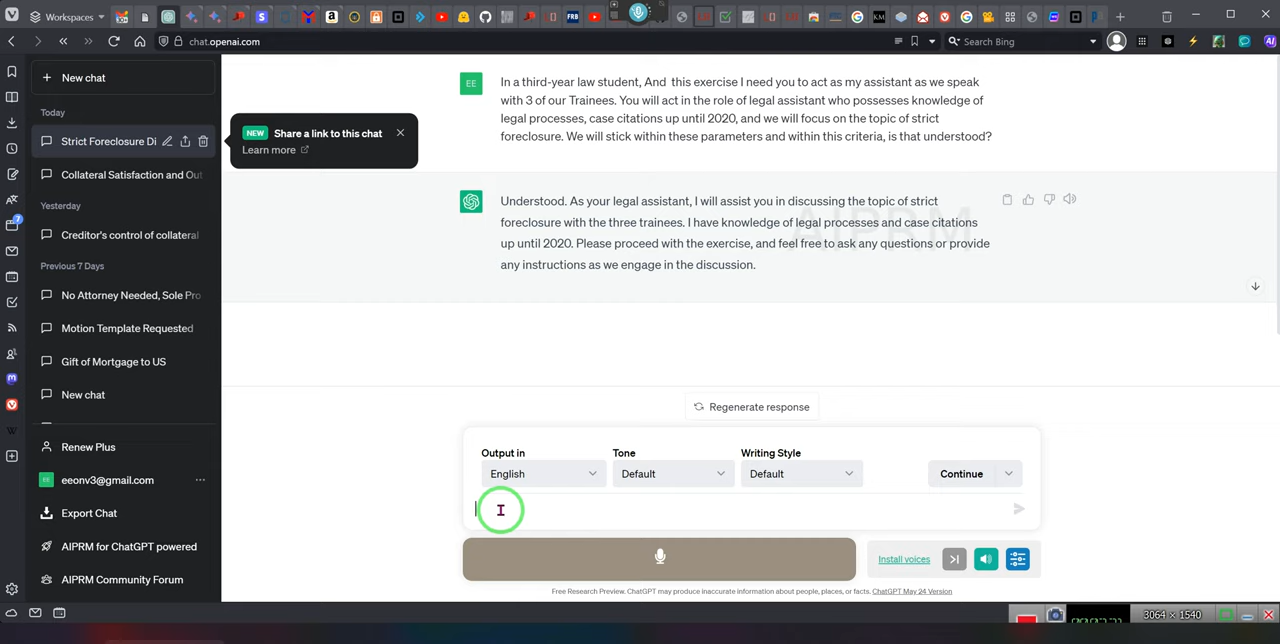 Workspaces
chat.openai.com
Search Bing
New chat
Today
Strict Foreclosure Di
Collateral Satisfaction and Out
Yesterday
Creditor's control of collateral
Previous 7 Days
No Attorney Needed, Sole Pro
Motion Template Requested
Gift of Mortgage to US
New chat
Renew Plus
eeonv3@gmail.com
Export Chat
AIPRM for ChatGPT powered
AIPRM Community Forum
NEW Share a link to this chat
Learn more
EE
In a third-year law student, And this exercise I need you to act as my assistant as we speak
with 3 of our Trainees. You will act in the role of legal assistant who possesses knowledge of
legal processes, case citations up until 2020, and we will focus on the topic of strict
foreclosure. We will stick within these parameters and within this criteria, is that understood?
Understood. As your legal assistant, I will assist you in discussing the topic of strict
foreclosure with the three trainees. I have knowledge of legal processes and case citations
up until 2020. Please proceed with the exercise, and feel free to ask any questions or provide
any instructions as we engage in the discussion.
AIPRM
Regenerate response
Output in
Tone
Writing Style
English
Default
Default
Continue
Install voices
Free Research Preview. ChatGPT may produce inaccurate information about people, places, or facts. ChatGPT May 24 Version
3064 × 1540